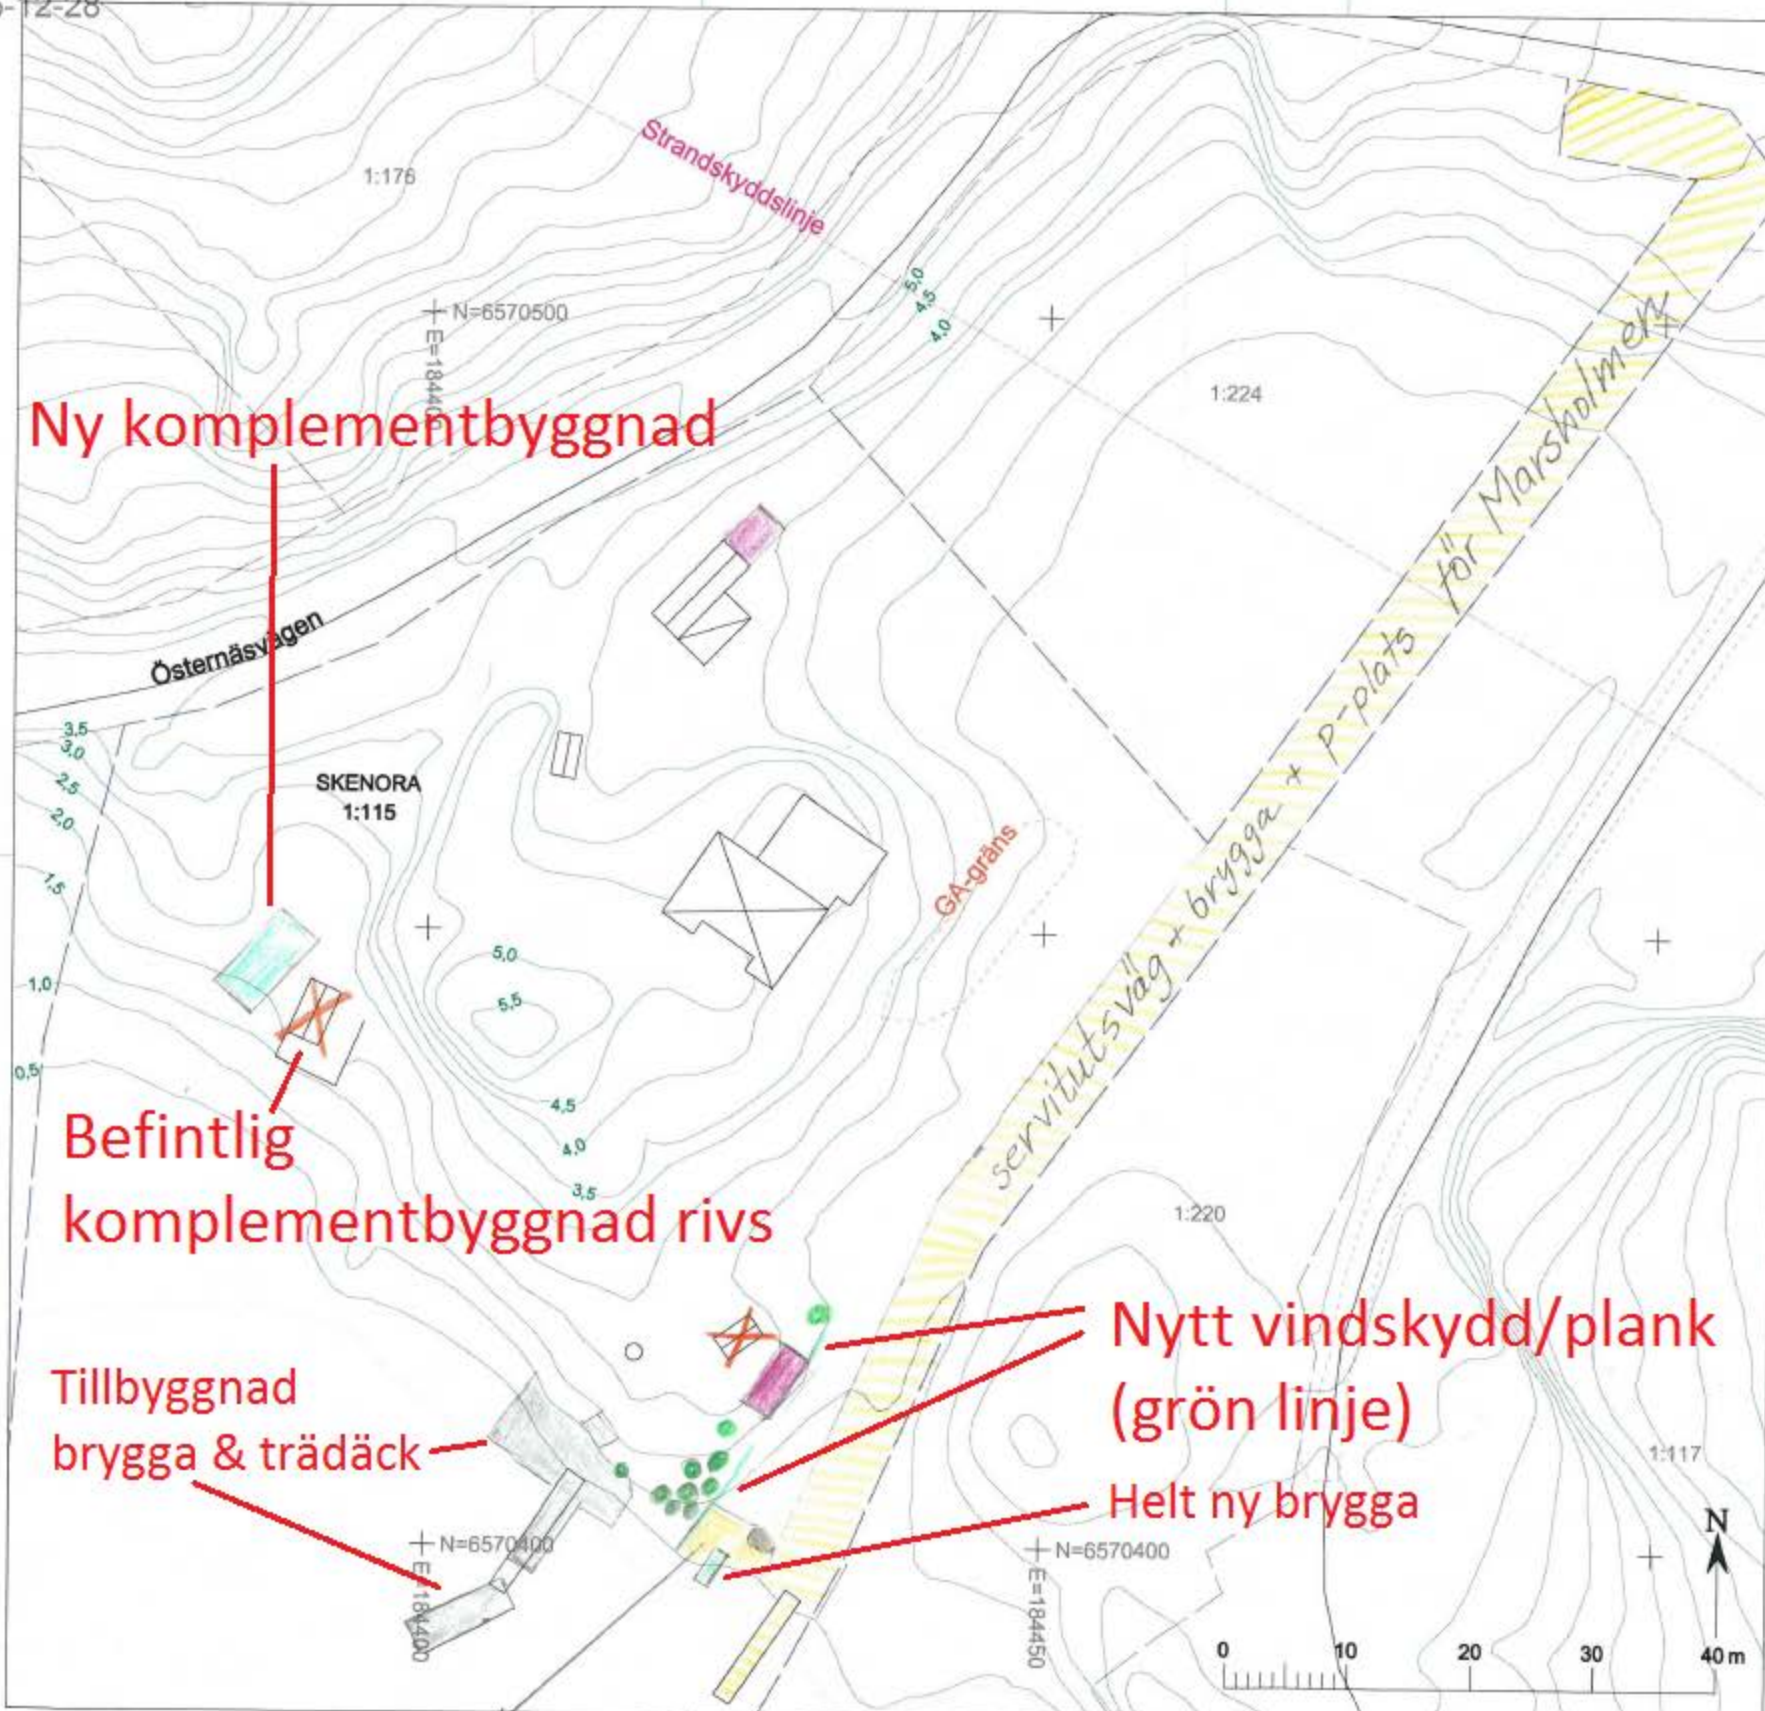 -12-28
Strandskyddslinje
1:176
5,0
4,5
4,0
N=6570500
1:224
Ny komplementbyggnad
Östernäsvägen
3,5
3,0
2,5
2,0
1,5
1,0
0,5
SKENORA
1:115
GA-gräns
5,0
5,5
4,5
4,0
3,5
servitutsväg + brygga + P-plats för Marsholmen
Befintlig
komplementbyggnad rivs
1:220
Nytt vindskydd/plank
(grön linje)
Tillbyggnad
brygga & trädäck
1:117
Helt ny brygga
N=6570400
E=184400
N=6570400
E=184450
N
0 10 20 30 40 m